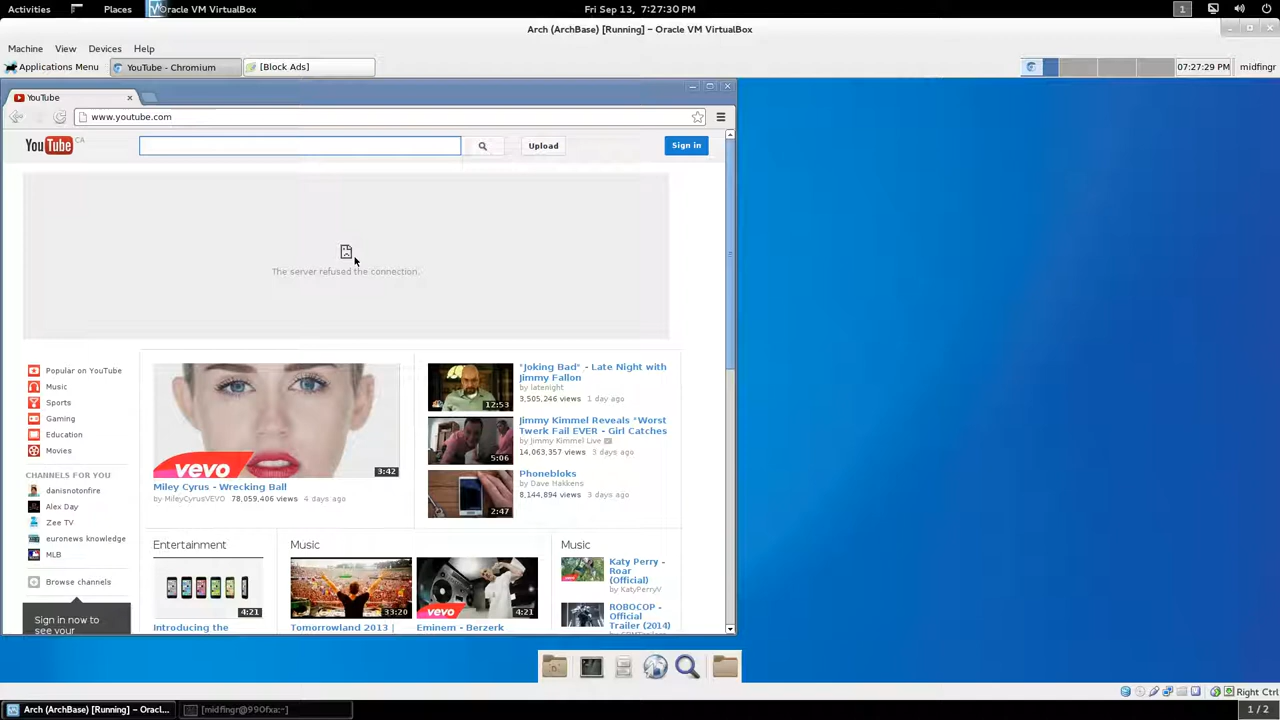 Activities Places Oracle VM VirtualBox Fri Sep 13, 7:27:30 PM 1
Arch (ArchBase) [Running] – Oracle VM VirtualBox
Machine View Devices Help
Applications Menu YouTube - Chromium [Block Ads] 07:27:29 PM midfingr
YouTube
www.youtube.com
YouTube CA Upload Sign in
The server refused the connection.
Popular on YouTube
Music
Sports
Gaming
Education
Movies
CHANNELS FOR YOU
danisnotonfire
Alex Day
Zee TV
euronews knowledge
MLB
Browse channels
Sign in now to
see your
vevo
3:42
Miley Cyrus - Wrecking Ball
by MileyCyrusVEVO 78,059,406 views 4 days ago
12:53
"Joking Bad" - Late Night with
Jimmy Fallon
by latenight
3,505,246 views 1 day ago
5:06
Jimmy Kimmel Reveals "Worst
Twerk Fail EVER - Girl Catches
by Jimmy Kimmel Live
14,063,357 views 3 days ago
2:47
Phonebloks
by Dave Hakkens
8,144,894 views 3 days ago
Entertainment
4:21
Introducing the
Music
33:20
Tomorrowland 2013 |
vevo
4:21
Eminem - Berzerk
Music
Katy Perry -
Roar
(Official)
by KatyPerryV
ROBOCOP -
Official
Trailer (2014)
Right Ctrl
Arch (ArchBase) [Running] – Oracl... [midfingr@990fxa:~] 1 / 2